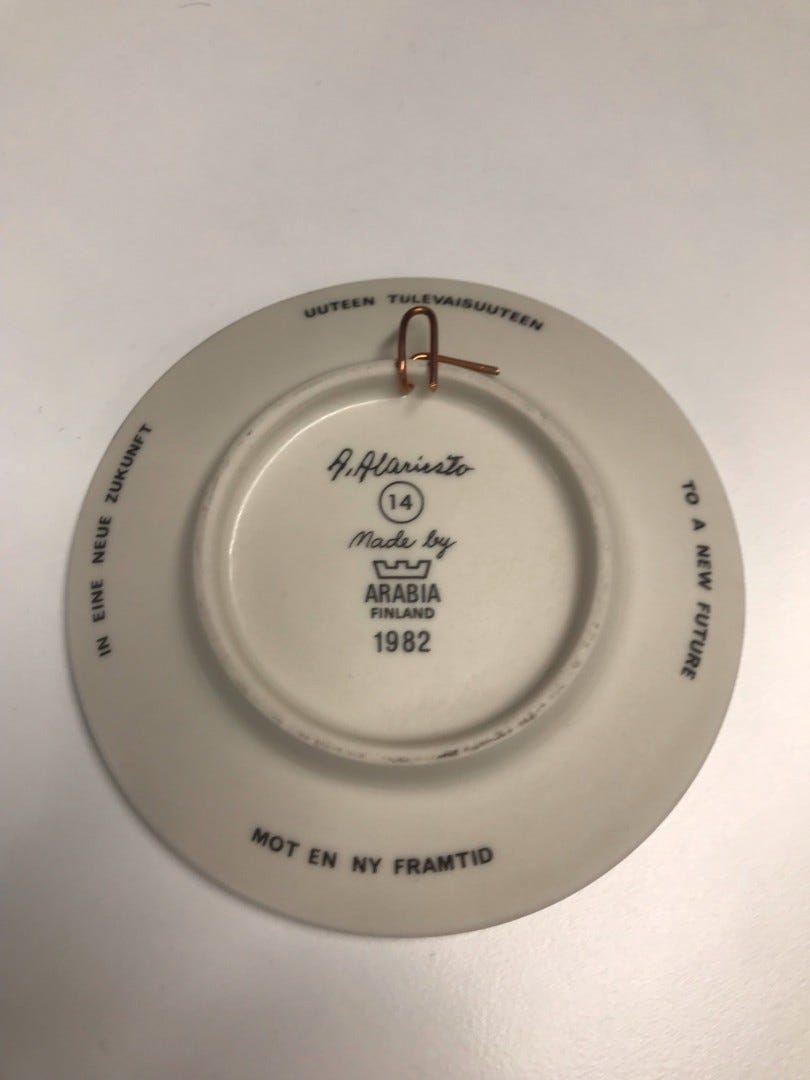 UUTEEN TULEVAISUUTEEN
TO A NEW FUTURE
MOT EN NY FRAMTID
IN EINE NEUE ZUKUNFT
A. Alariesto
14
Made by
ARABIA
FINLAND
1982